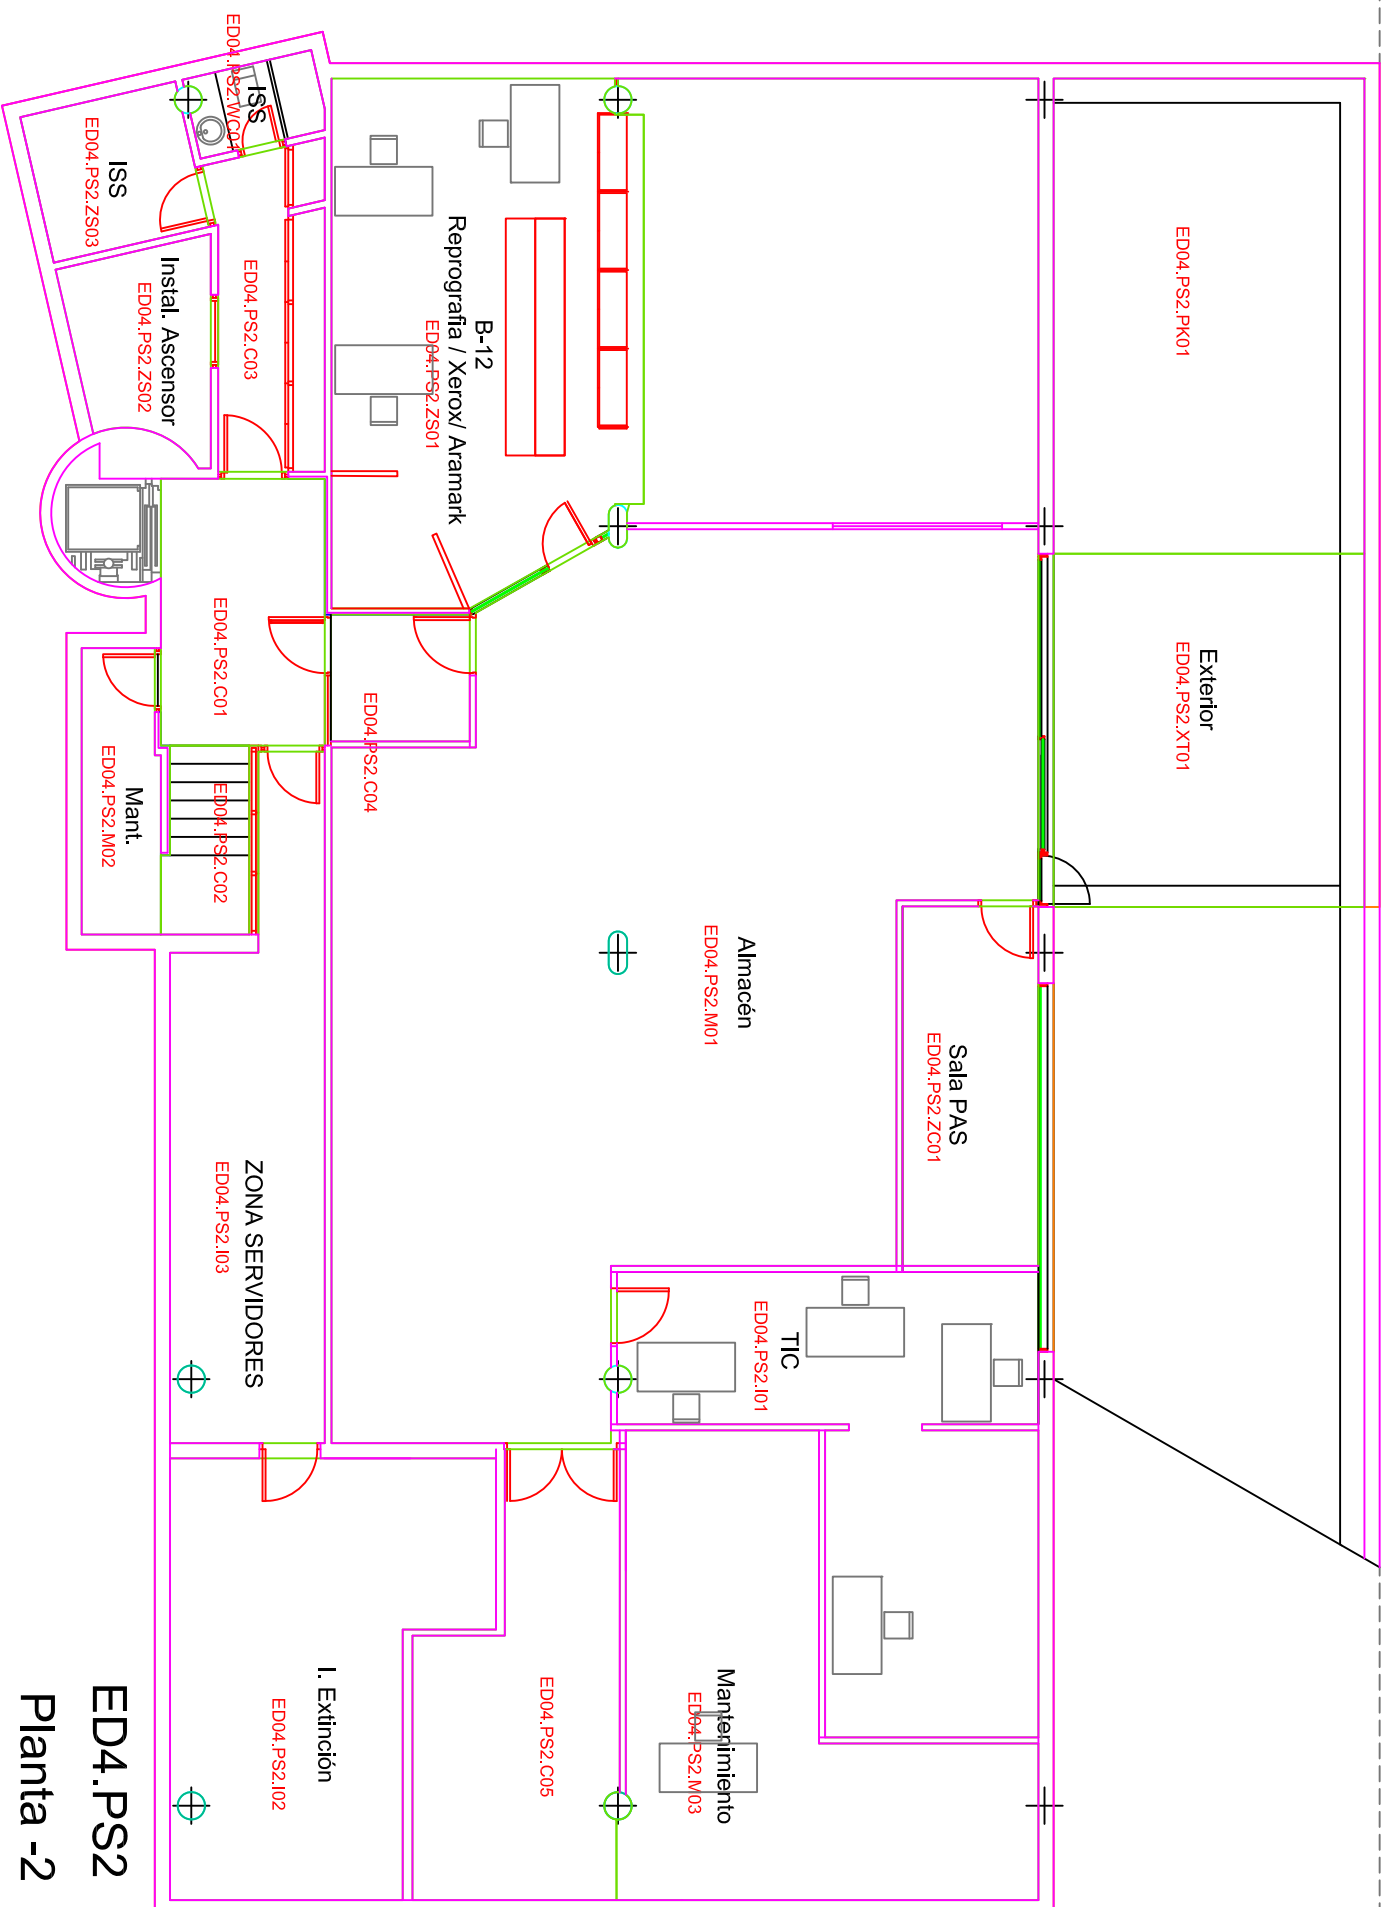 ED04.PS2.PK01
Exterior
ED04.PS2.XT01
ISS
ED04.PS2.WC01
ISS
ED04.PS2.ZS03
Instal. Ascensor
ED04.PS2.ZS02
ED04.PS2.C03
B-12
Reprografia / Xerox/ Aramark
ED04.PS2.ZS01
ED04.PS2.C01
ED04.PS2.C04
Mant.
ED04.PS2.M02
ED04.PS2.C02
Almacén
ED04.PS2.M01
Sala PAS
ED04.PS2.ZC01
ZONA SERVIDORES
ED04.PS2.I03
TIC
ED04.PS2.I01
Mantenimiento
ED04.PS2.M03
ED04.PS2.C05
I. Extinción
ED04.PS2.I02
ED4.PS2
Planta -2